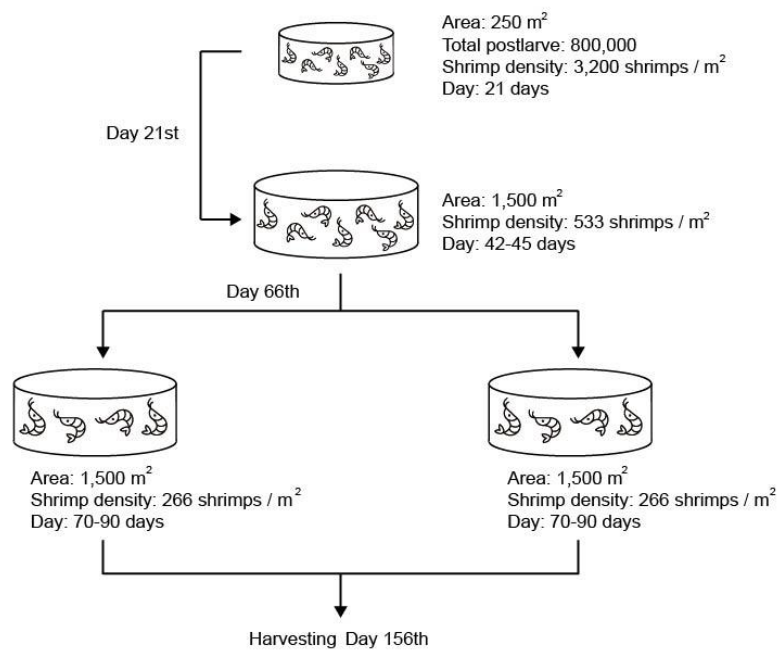 Area: 250 m²
Total postlarve: 800,000
Shrimp density: 3,200 shrimps / m²
Day: 21 days
Day 21st
Area: 1,500 m²
Shrimp density: 533 shrimps / m²
Day: 42-45 days
Day 66th
Area: 1,500 m²
Shrimp density: 266 shrimps / m²
Day: 70-90 days
Area: 1,500 m²
Shrimp density: 266 shrimps / m²
Day: 70-90 days
Harvesting Day 156th